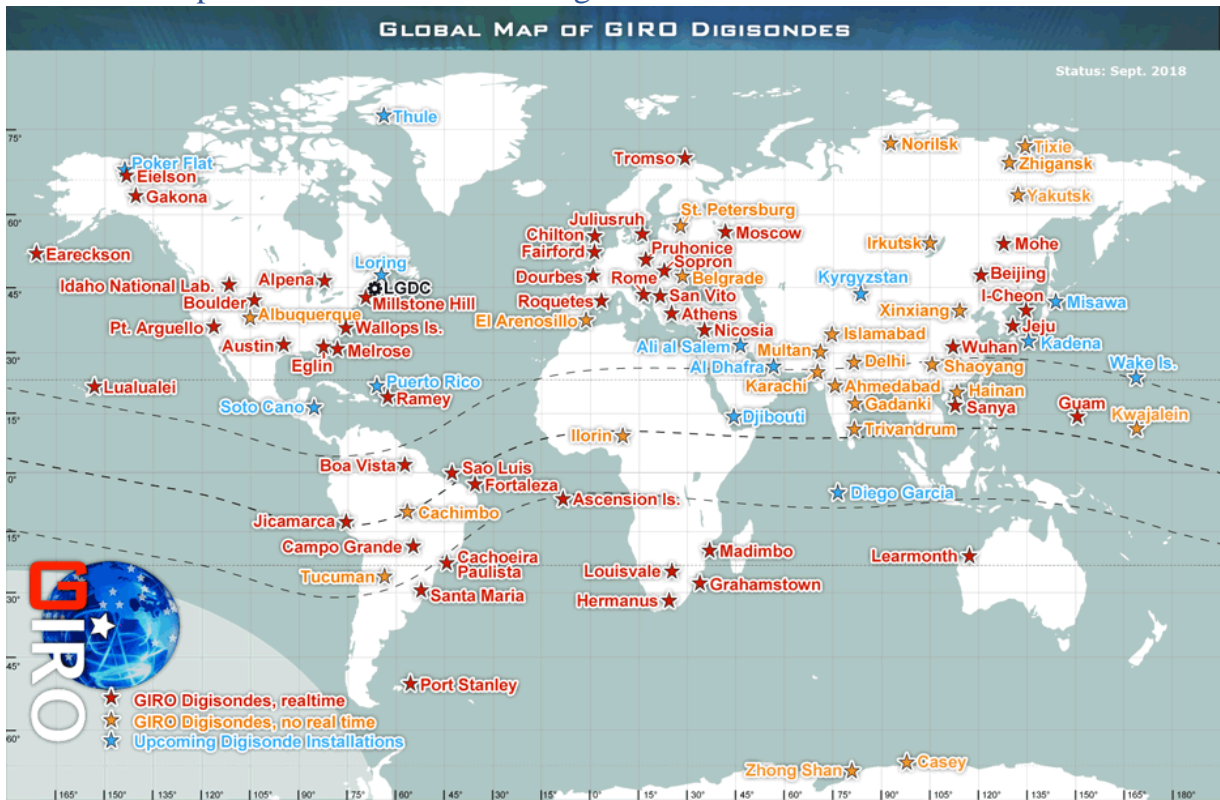 GLOBAL MAP OF GIRO DIGISONDES
Status: Sept. 2018
Thule
Norilsk
Tixie
Zhigansk
Yakutsk
Poker Flat
Eielson
Gakona
Tromso
St. Petersburg
Juliusruh
Chilton
Fairford
Moscow
Pruhonice
Sopron
Irkutsk
Mohe
Eareckson
Loring
LGDC
Alpena
Idaho National Lab.
Boulder
Millstone Hill
Dourbes
Rome
Belgrade
Kyrgyzstan
Beijing
I-Cheon
Misawa
Albuquerque
Pt. Arguello
Wallops Is.
Roquetes
San Vito
El Arenosillo
Athens
Nicosia
Xinxiang
Jeju
Kadena
Austin
Eglin
Melrose
Ali al Salem
Multan
Islamabad
Wuhan
Delhi
Shaoyang
Wake Is.
Al Dhafra
Karachi
Ahmedabad
Hainan
Lualualei
Puerto Rico
Ramey
Soto Cano
Djibouti
Gadanki
Sanya
Guam
Kwajalein
Ilorin
Trivandrum
Boa Vista
Sao Luis
Fortaleza
Ascension Is.
Diego Garcia
Jicamarca
Cachimbo
Campo Grande
Cachoeira
Paulista
Madimbo
Learmonth
Tucuman
Santa Maria
Louisvale
Grahamstown
Hermanus
Port Stanley
Zhong Shan
Casey
GIRO
GIRO Digisondes, realtime
GIRO Digisondes, no real time
Upcoming Digisonde Installations
75°
60°
45°
30°
15°
0°
15°
30°
45°
60°
165° 150° 135° 120° 105° 90° 75° 60° 45° 30° 15° 0° 15° 30° 45° 60° 75° 90° 105° 120° 135° 150° 165° 180°